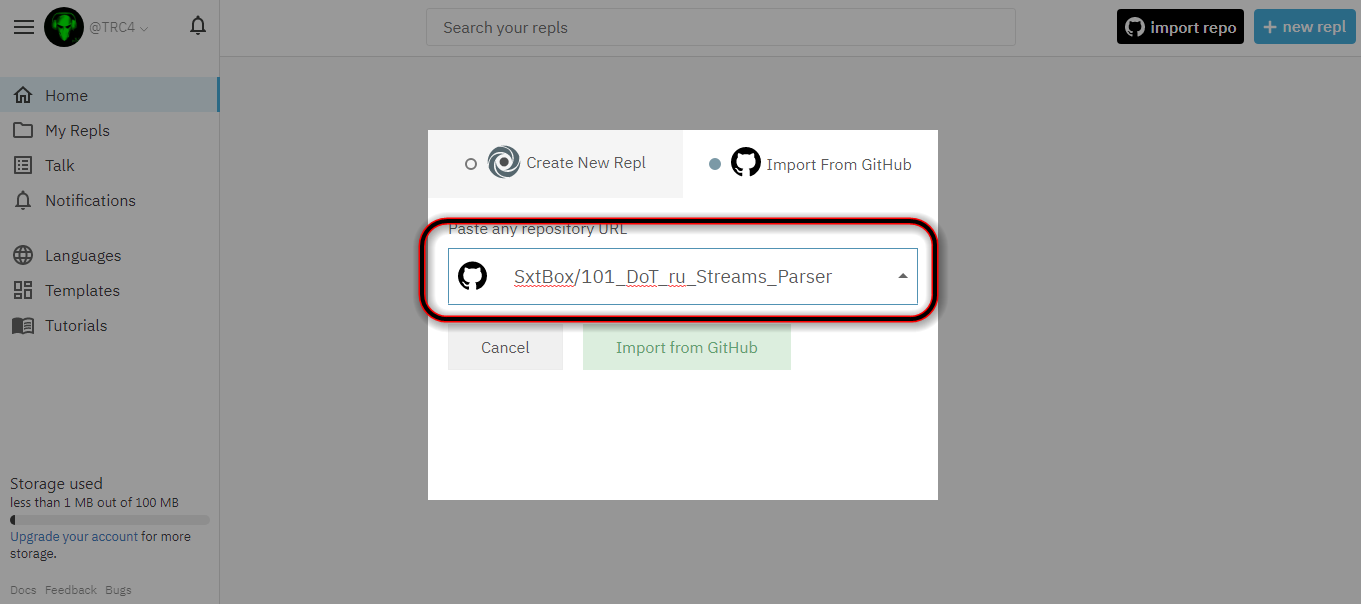 @TRC4
Search your repls
import repo
+ new repl
Home
My Repls
Talk
Notifications
Languages
Templates
Tutorials
Create New Repl
Import From GitHub
Paste any repository URL
SxtBox/101_DoT_ru_Streams_Parser
Cancel
Import from GitHub
Storage used
less than 1 MB out of 100 MB
Upgrade your account for more
storage.
Docs Feedback Bugs